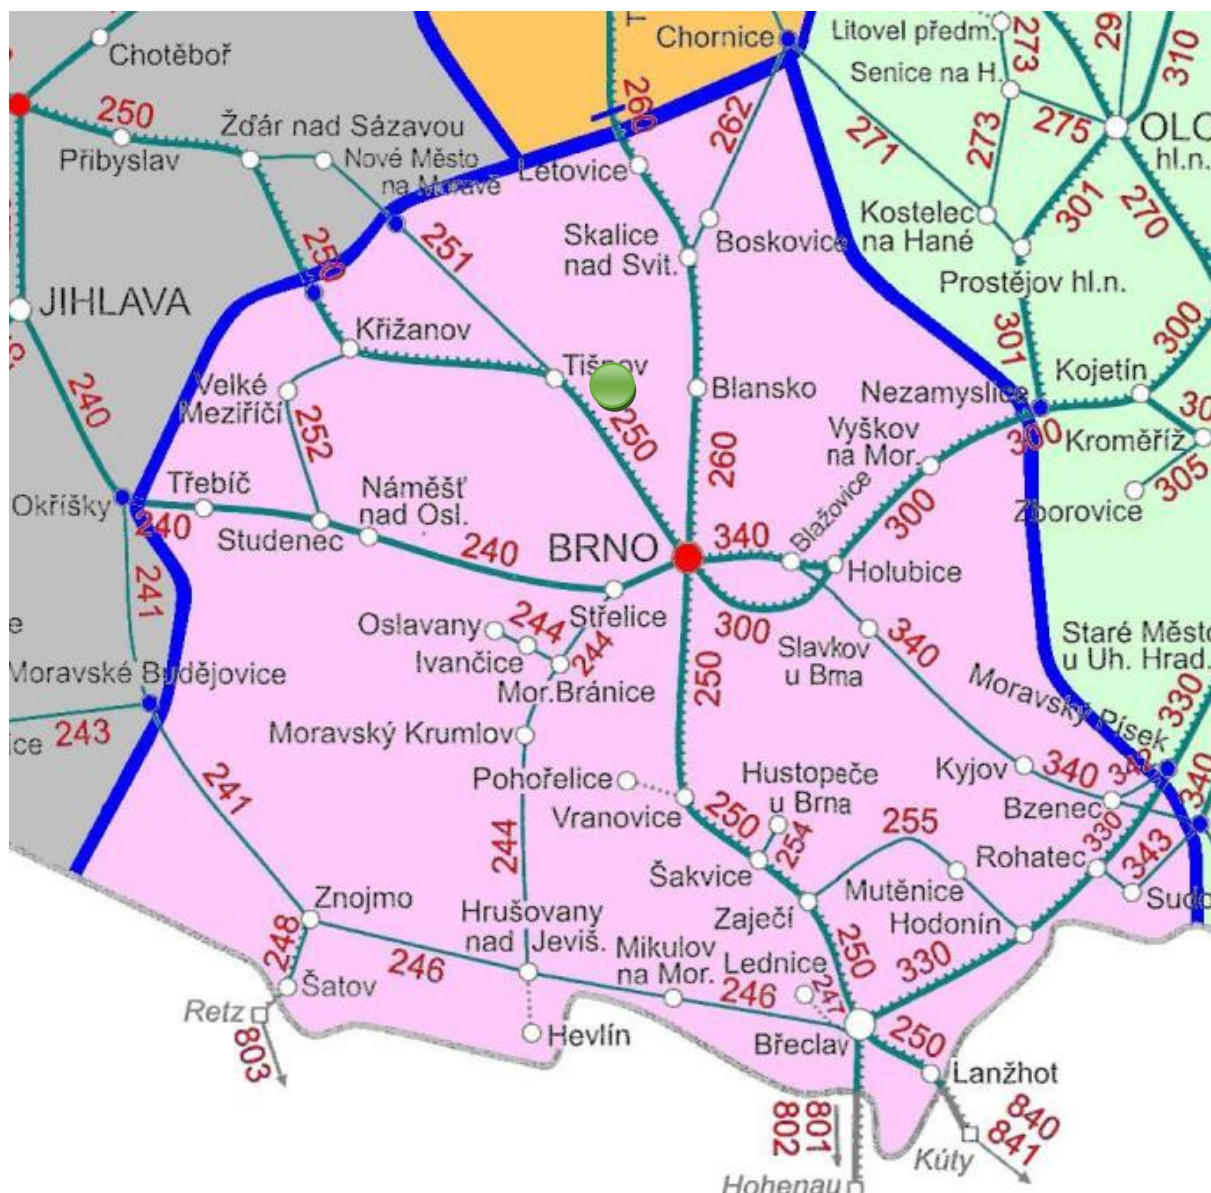 Chotěboř
250
Přibyslav
Žďár nad Sázavou
Nové Město
na Moravě
Chornice
260
262
Letovice
Litovel předm.
273
Senice na H.
29
310
275
273
271
OLO
hl.n.
301
270
Kostelec
na Hané
Prostějov hl.n.
Skalice
nad Svit.
Boskovice
251
250
JIHLAVA
Křižanov
240
Velké
Meziříčí
252
Tišnov
250
Blansko
260
301
300
Nezamyslice
Kojetín
30
Kroměříž
305
Zborovice
300
Vyškov
na Mor.
300
Okříšky
240
Třebíč
Studenec
Náměšť
nad Osl.
240
BRNO
340
Blažovice
Holubice
300
Střelice
241
Oslavany
244
Ivančice
244
Mor.Bránice
250
Slavkov
u Brna
340
Staré Město
u Uh. Hrad.
330
Moravský Písek
e
Moravské Budějovice
243
ice
Moravský Krumlov
241
Pohořelice
Vranovice
Hustopeče
u Brna
254
250
Šakvice
255
Kyjov
340
342
340
Bzenec
330
Rohatec
343
Sudo
Mutěnice
Hodonín
Zaječí
244
Znojmo
248
Šatov
246
Hrušovany
nad Jeviš.
Mikulov
na Mor.
246
Lednice
247
250
330
Břeclav
Hevlín
Retz
803
250
Lanžhot
801
802
840
841
Kúty
Hohenau